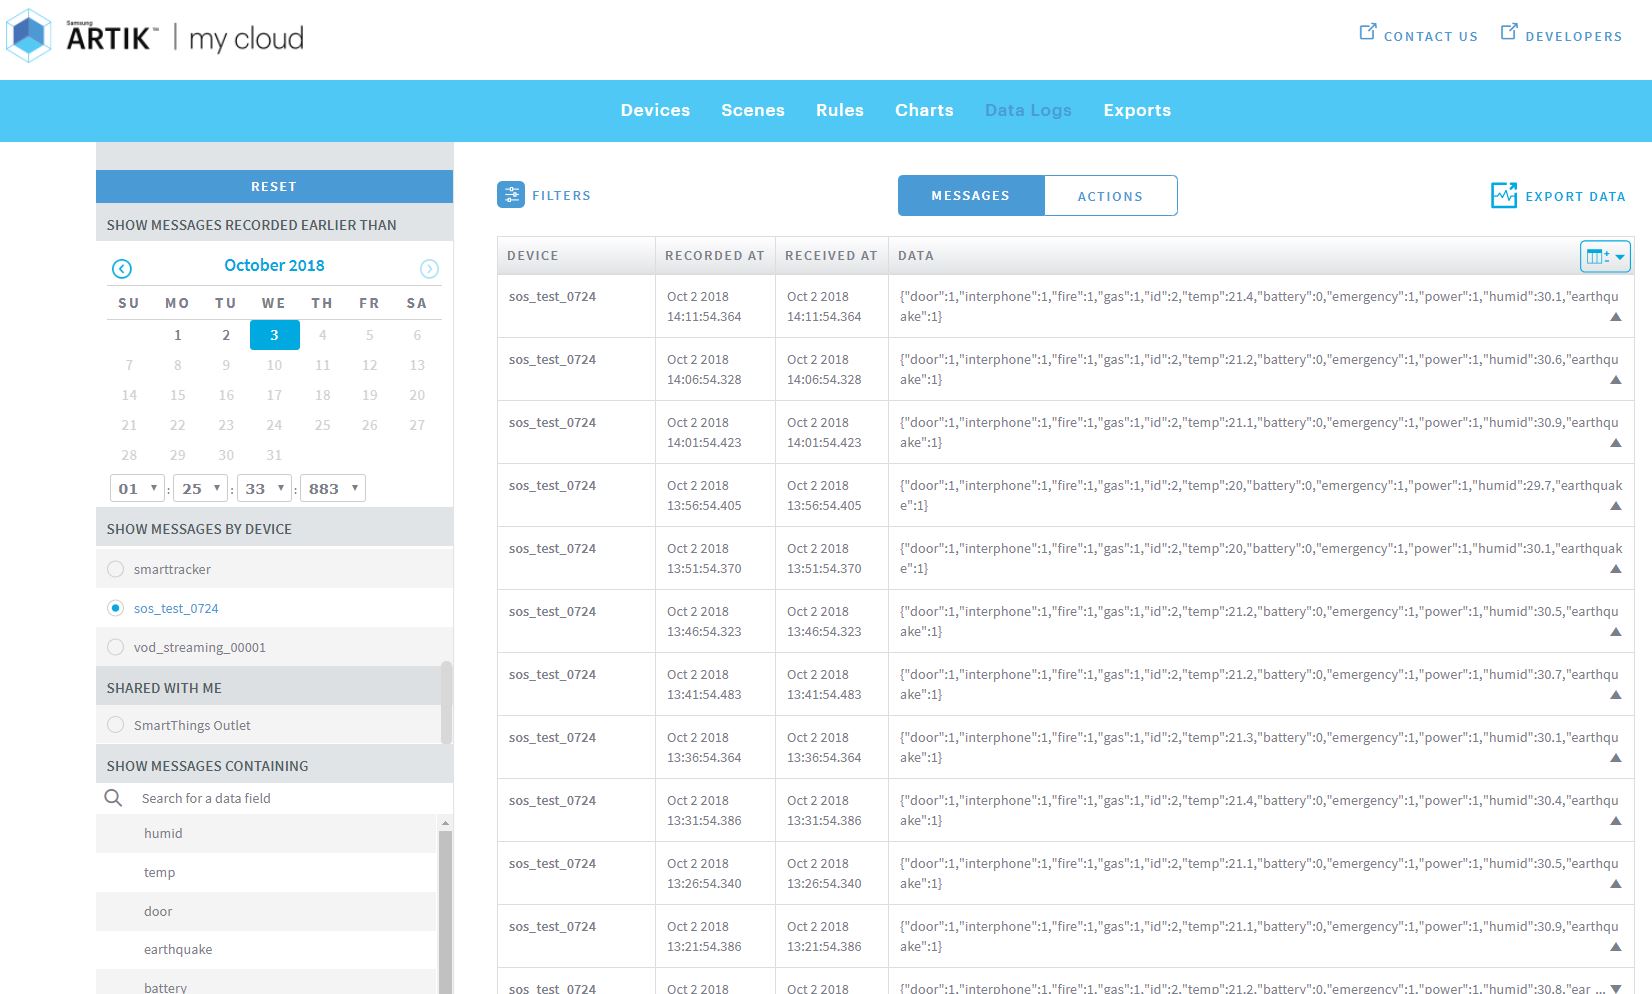 Samsung
ARTIK™ | my cloud
CONTACT US
DEVELOPERS
Devices Scenes Rules Charts Data Logs Exports
RESET
SHOW MESSAGES RECORDED EARLIER THAN
October 2018
SU MO TU WE TH FR SA
1 2 3 4 5 6
7 8 9 10 11 12 13
14 15 16 17 18 19 20
21 22 23 24 25 26 27
28 29 30 31
01 : 25 : 33 : 883
SHOW MESSAGES BY DEVICE
smarttracker
sos_test_0724
vod_streaming_00001
SHARED WITH ME
SmartThings Outlet
SHOW MESSAGES CONTAINING
Search for a data field
humid
temp
door
earthquake
battery
FILTERS
MESSAGES
ACTIONS
EXPORT DATA
DEVICE RECORDED AT RECEIVED AT DATA
sos_test_0724 Oct 2 2018 Oct 2 2018 {"door":1,"interphone":1,"fire":1,"gas":1,"id":2,"temp":21.4,"battery":0,"emergency":1,"power":1,"humid":30.1,"earthqu
14:11:54.364 14:11:54.364 ake":1}
sos_test_0724 Oct 2 2018 Oct 2 2018 {"door":1,"interphone":1,"fire":1,"gas":1,"id":2,"temp":21.2,"battery":0,"emergency":1,"power":1,"humid":30.6,"earthqu
14:06:54.328 14:06:54.328 ake":1}
sos_test_0724 Oct 2 2018 Oct 2 2018 {"door":1,"interphone":1,"fire":1,"gas":1,"id":2,"temp":21.1,"battery":0,"emergency":1,"power":1,"humid":30.9,"earthqu
14:01:54.423 14:01:54.423 ake":1}
sos_test_0724 Oct 2 2018 Oct 2 2018 {"door":1,"interphone":1,"fire":1,"gas":1,"id":2,"temp":20,"battery":0,"emergency":1,"power":1,"humid":29.7,"earthquak
13:56:54.405 13:56:54.405 e":1}
sos_test_0724 Oct 2 2018 Oct 2 2018 {"door":1,"interphone":1,"fire":1,"gas":1,"id":2,"temp":20,"battery":0,"emergency":1,"power":1,"humid":30.1,"earthquak
13:51:54.370 13:51:54.370 e":1}
sos_test_0724 Oct 2 2018 Oct 2 2018 {"door":1,"interphone":1,"fire":1,"gas":1,"id":2,"temp":21.2,"battery":0,"emergency":1,"power":1,"humid":30.5,"earthqu
13:46:54.323 13:46:54.323 ake":1}
sos_test_0724 Oct 2 2018 Oct 2 2018 {"door":1,"interphone":1,"fire":1,"gas":1,"id":2,"temp":21.2,"battery":0,"emergency":1,"power":1,"humid":30.7,"earthqu
13:41:54.483 13:41:54.483 ake":1}
sos_test_0724 Oct 2 2018 Oct 2 2018 {"door":1,"interphone":1,"fire":1,"gas":1,"id":2,"temp":21.3,"battery":0,"emergency":1,"power":1,"humid":30.1,"earthqu
13:36:54.364 13:36:54.364 ake":1}
sos_test_0724 Oct 2 2018 Oct 2 2018 {"door":1,"interphone":1,"fire":1,"gas":1,"id":2,"temp":21.4,"battery":0,"emergency":1,"power":1,"humid":30.4,"earthqu
13:31:54.386 13:31:54.386 ake":1}
sos_test_0724 Oct 2 2018 Oct 2 2018 {"door":1,"interphone":1,"fire":1,"gas":1,"id":2,"temp":21.1,"battery":0,"emergency":1,"power":1,"humid":30.5,"earthqu
13:26:54.340 13:26:54.340 ake":1}
sos_test_0724 Oct 2 2018 Oct 2 2018 {"door":1,"interphone":1,"fire":1,"gas":1,"id":2,"temp":21.1,"battery":0,"emergency":1,"power":1,"humid":30.9,"earthqu
13:21:54.386 13:21:54.386 ake":1}
sos_test_0724 Oct 2 2018 Oct 2 2018 {"door":1,"interphone":1,"fire":1,"gas":1,"id":2,"temp":21.2,"battery":0,"emergency":1,"power":1,"humid":30.8,"ear ...